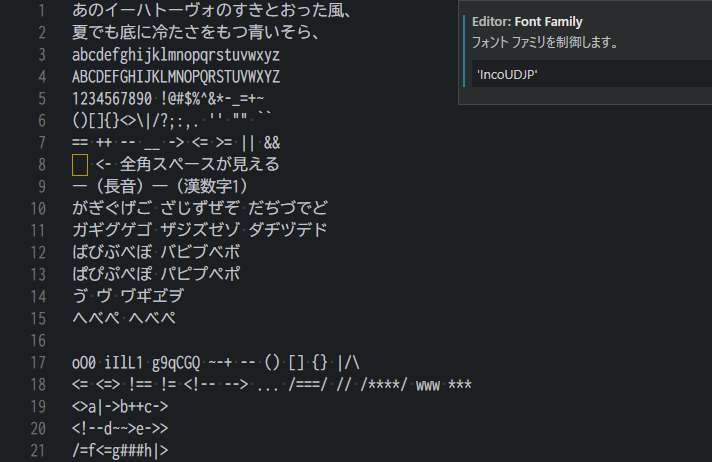 1 あのイーハトーヴォのすきとおった風、
2 夏でも底に冷たさをもつ青いそら、
3 abcdefghijklmnopqrstuvwxyz
4 ABCDEFGHIJKLMNOPQRSTUVWXYZ
5 1234567890 !@#$%^&*-_=+~
6 ()[]{}<>\|/?;:,. '' "" ``
7 == ++ -- __ -> <= >= || &&
8 　 <- 全角スペースが見える
9 ー（長音）一（漢数字1）
10 がぎぐげご ざじずぜぞ だぢづでど
11 ガギグゲゴ ザジズゼゾ ダヂヅデド
12 ばびぶべぼ バビブベボ
13 ぱぴぷぺぽ パピプペポ
14 ゔ ヴ ヷヸヹヺ
15 へべぺ ヘベペ
16
17 oO0 iIlL1 g9qCGQ ~-+ -- () [] {} |/\
18 <= <=> !== != <!-- --> ... /===/ // /****/ www ***
19 <>a|->b++c->
20 <!--d~~>e->>
21 /=f<=g###h|>
Editor: Font Family
フォント ファミリを制御します。
'IncoUDJP'